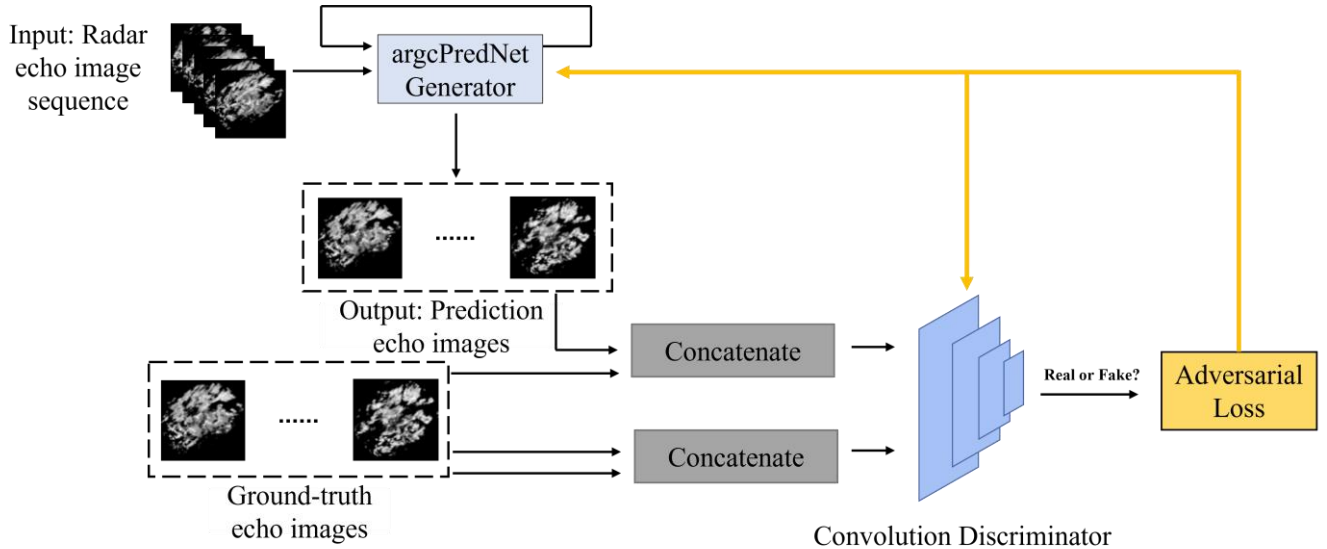 Input: Radar
echo image
sequence
argcPredNet
Generator
......
Output: Prediction
echo images
Concatenate
Real or Fake?
Adversarial
Loss
......
Concatenate
Ground-truth
echo images
Convolution Discriminator